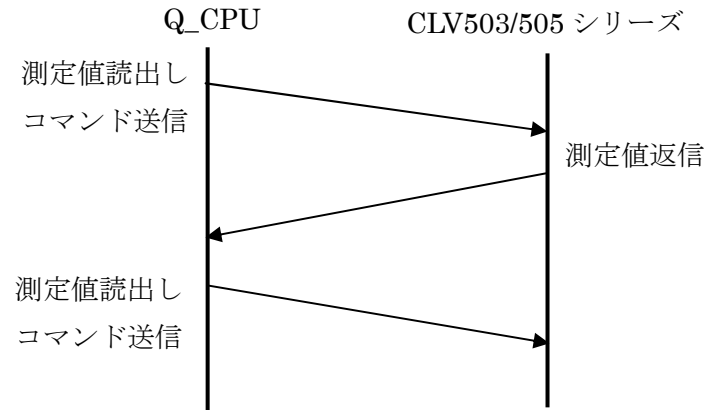 Q_CPU
CLV503/505 シリーズ
測定値読出し
コマンド送信
測定値返信
測定値読出し
コマンド送信